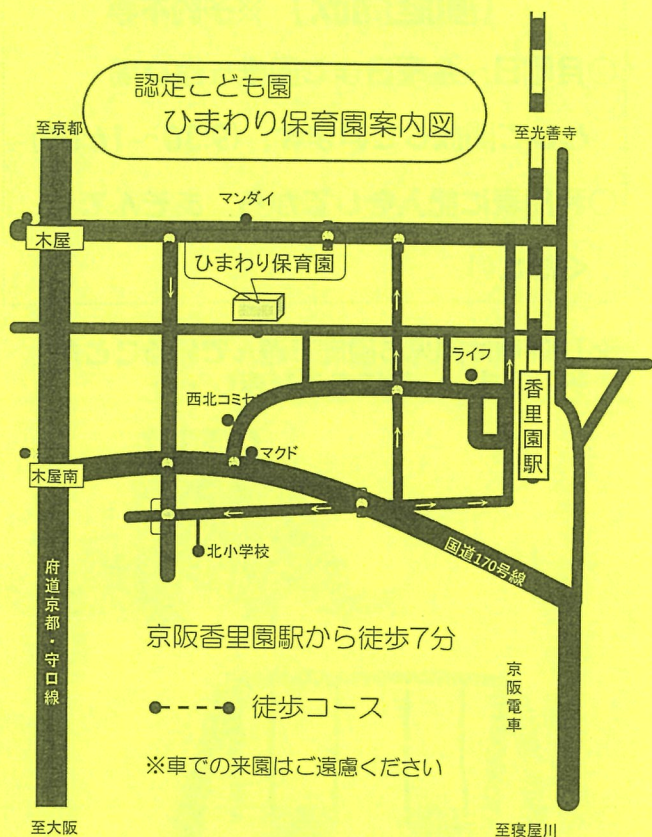 認定こども園
ひまわり保育園案内図
至京都
至光善寺
マンダイ
木屋
ひまわり保育園
ライフ
西北コミセ
香里園駅
マクド
木屋南
北小学校
国道170号線
府道京都・守口線
京阪香里園駅から徒歩7分
京阪電車
徒歩コース
※車での来園はご遠慮ください
至大阪
至寝屋川